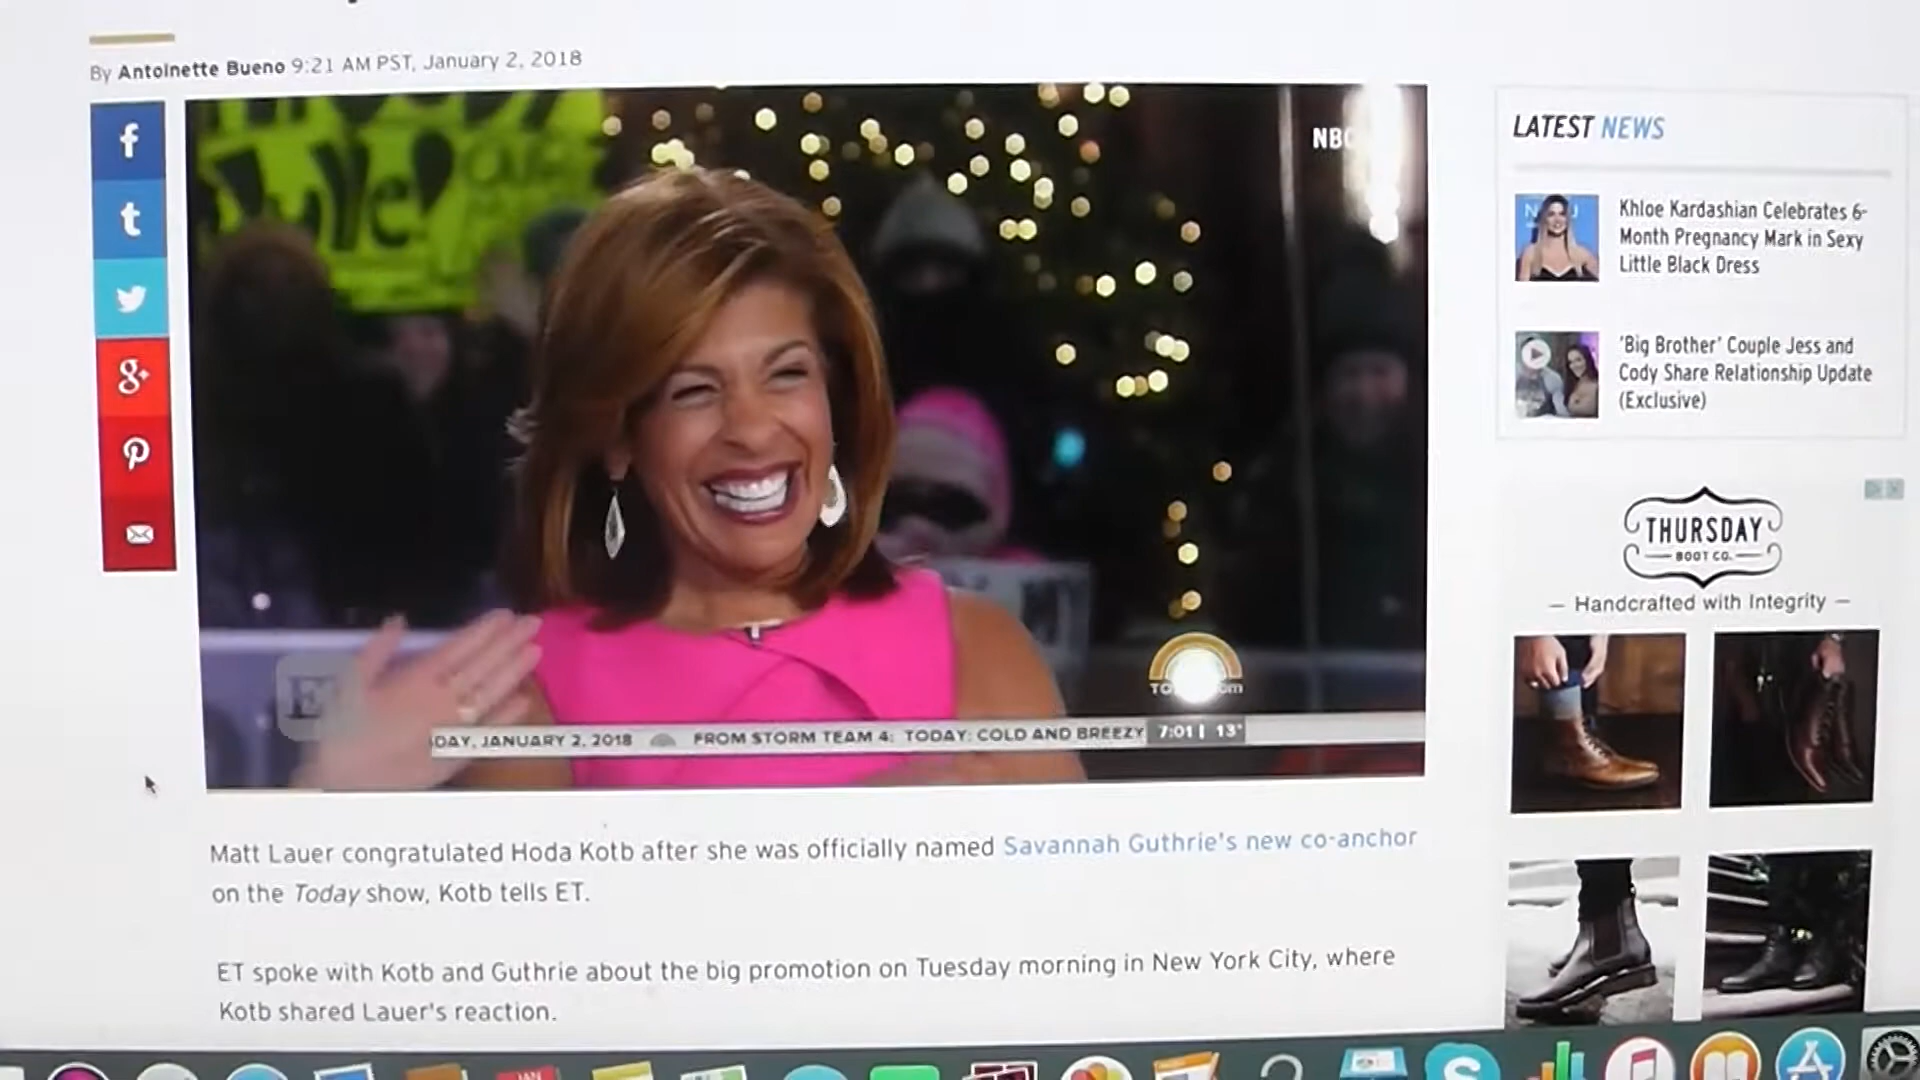 By Antoinette Bueno 9:21 AM PST, January 2, 2018
NBC
LATEST NEWS
Khloe Kardashian Celebrates 6-
Month Pregnancy Mark in Sexy
Little Black Dress
'Big Brother' Couple Jess and
Cody Share Relationship Update
(Exclusive)
THURSDAY
BOOT CO.
— Handcrafted with Integrity —
DAY, JANUARY 2, 2018 FROM STORM TEAM 4: TODAY: COLD AND BREEZY 7:01 | 13°
Matt Lauer congratulated Hoda Kotb after she was officially named Savannah Guthrie's new co-anchor
on the Today show, Kotb tells ET.
ET spoke with Kotb and Guthrie about the big promotion on Tuesday morning in New York City, where
Kotb shared Lauer's reaction.